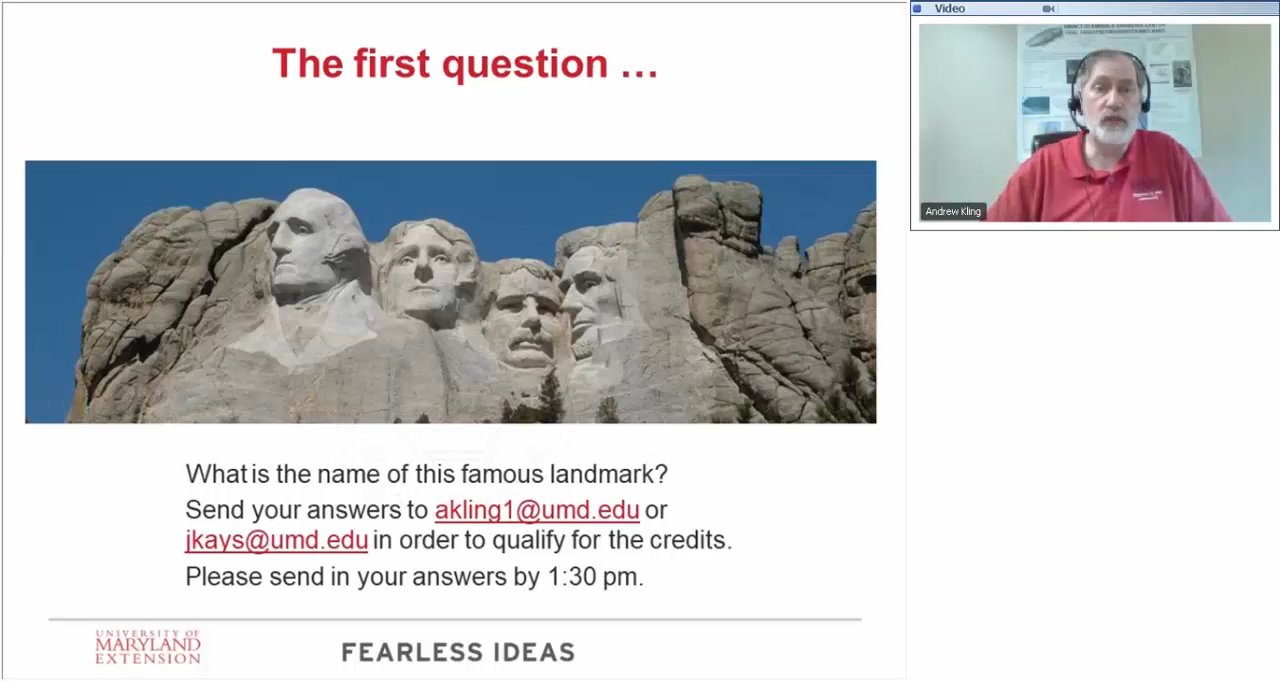 The first question …
What is the name of this famous landmark?
Send your answers to akling1@umd.edu or
jkays@umd.edu in order to qualify for the credits.
Please send in your answers by 1:30 pm.
UNIVERSITY OF
MARYLAND
EXTENSION
FEARLESS IDEAS
Video
Andrew Kling